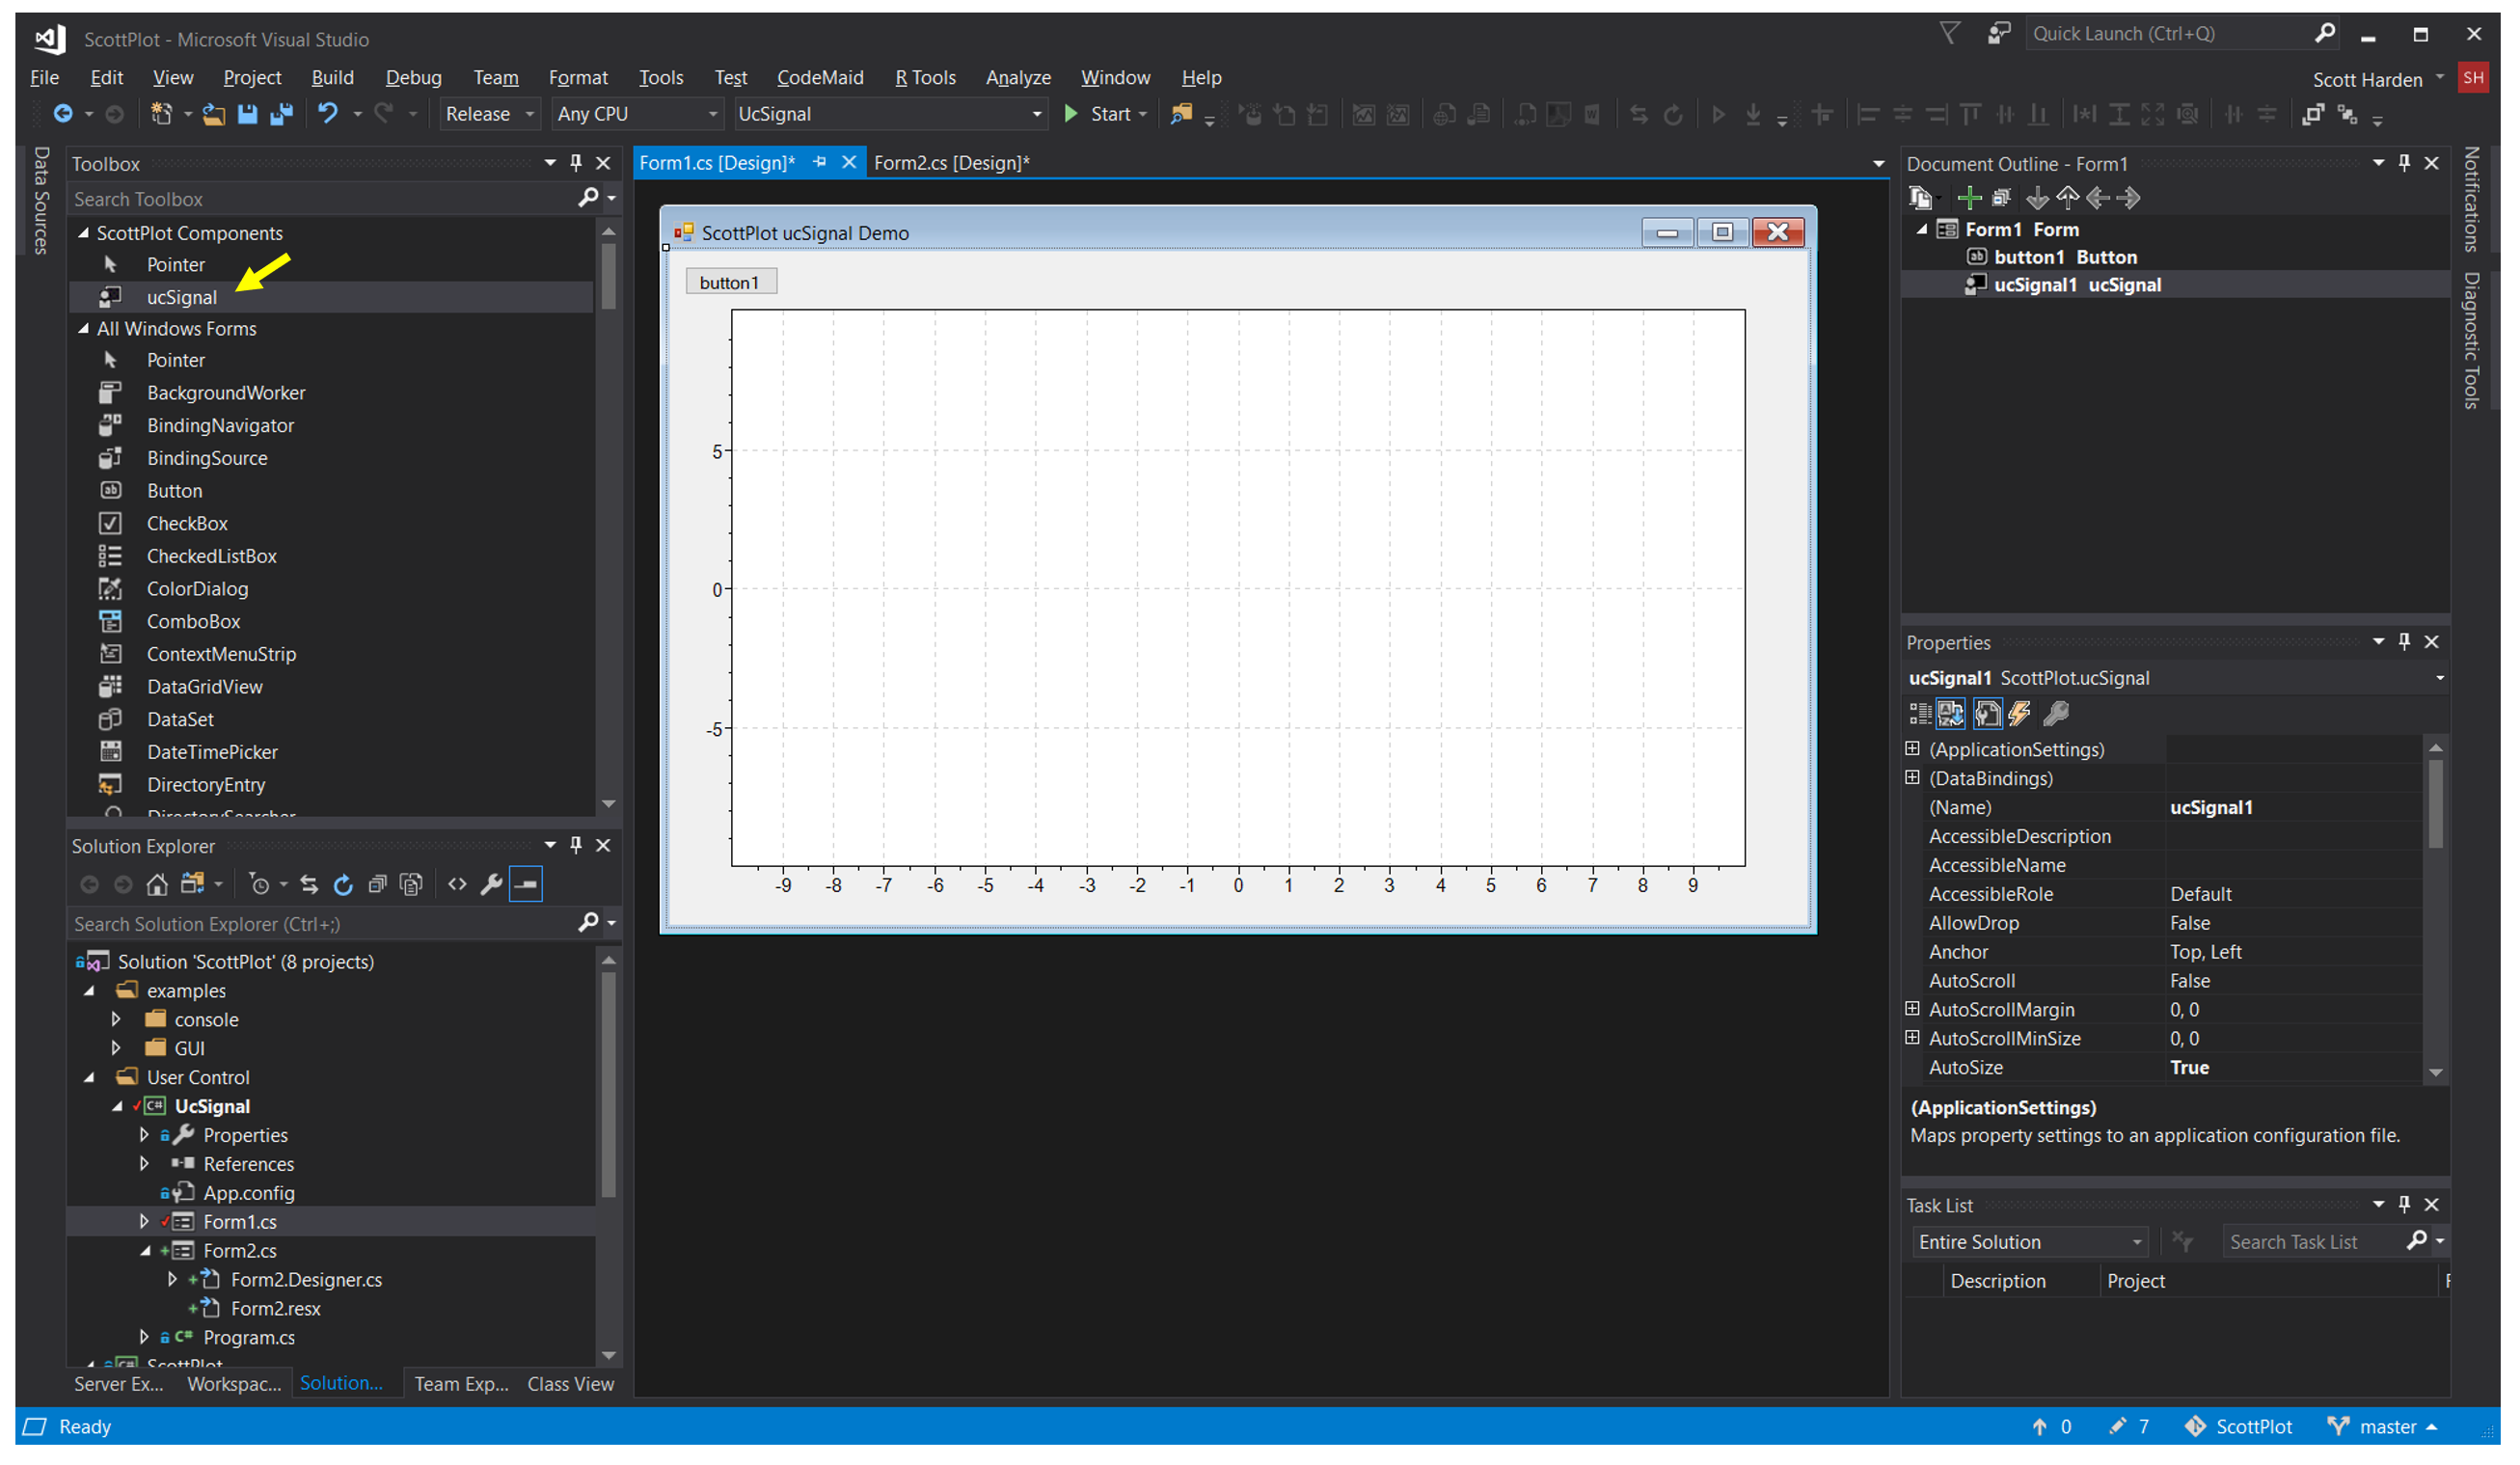 ScottPlot - Microsoft Visual Studio
Quick Launch (Ctrl+Q)
File Edit View Project Build Debug Team Format Tools Test CodeMaid R Tools Analyze Window Help
Scott Harden SH
Release Any CPU UcSignal Start
Data Sources
Toolbox
Search Toolbox
ScottPlot Components
Pointer
ucSignal
All Windows Forms
Pointer
BackgroundWorker
BindingNavigator
BindingSource
Button
CheckBox
CheckedListBox
ColorDialog
ComboBox
ContextMenuStrip
DataGridView
DataSet
DateTimePicker
DirectoryEntry
DirectorySearcher
Solution Explorer
Search Solution Explorer (Ctrl+;)
Solution 'ScottPlot' (8 projects)
examples
console
GUI
User Control
UcSignal
Properties
References
App.config
Form1.cs
Form2.cs
Form2.Designer.cs
Form2.resx
Program.cs
ScottPlot
Server Ex... Workspac... Solution... Team Exp... Class View
Form1.cs [Design]* Form2.cs [Design]*
ScottPlot ucSignal Demo
button1
5
0
-5
-9 -8 -7 -6 -5 -4 -3 -2 -1 0 1 2 3 4 5 6 7 8 9
Document Outline - Form1
Form1 Form
button1 Button
ucSignal1 ucSignal
Properties
ucSignal1 ScottPlot.ucSignal
(ApplicationSettings)
(DataBindings)
(Name) ucSignal1
AccessibleDescription
AccessibleName
AccessibleRole Default
AllowDrop False
Anchor Top, Left
AutoScroll False
AutoScrollMargin 0, 0
AutoScrollMinSize 0, 0
AutoSize True
(ApplicationSettings)
Maps property settings to an application configuration file.
Task List
Entire Solution Search Task List
Description Project F
Notifications
Diagnostic Tools
Ready 0 7 ScottPlot master